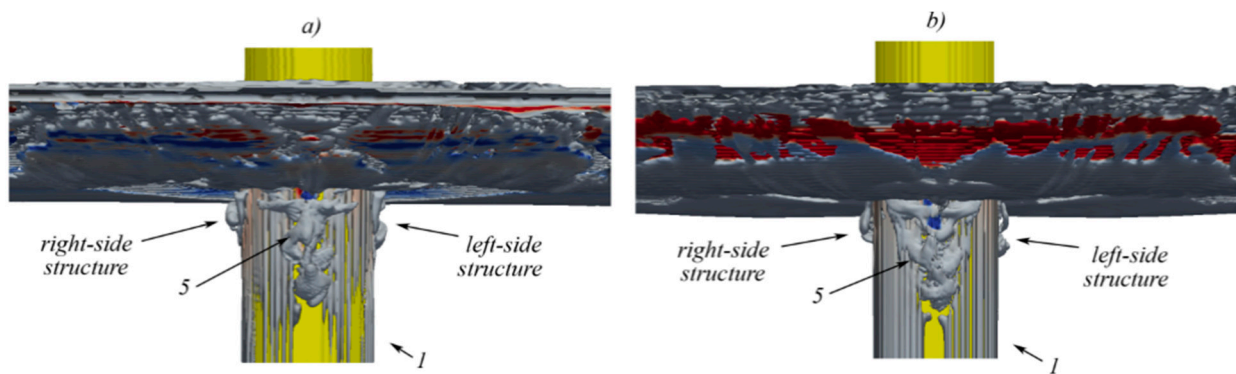 a)
right-side
structure
5
left-side
structure
1
b)
right-side
structure
5
left-side
structure
1